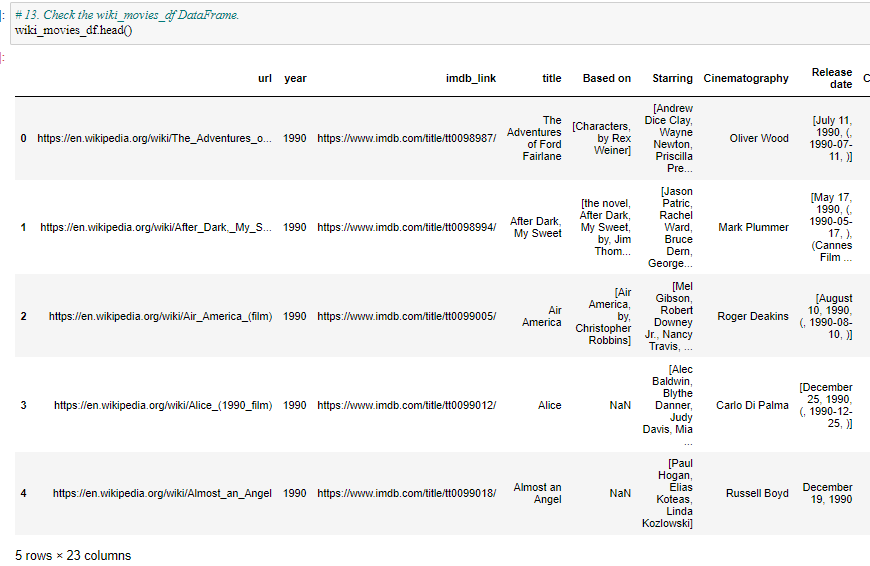 ]:
# 13. Check the wiki_movies_df DataFrame.
wiki_movies_df.head()
]:
url year imdb_link title Based on Starring Cinematography Release date C
0 https://en.wikipedia.org/wiki/The_Adventures_o... 1990 https://www.imdb.com/title/tt0098987/ The Adventures of Ford Fairlane [Characters, by Rex Weiner] [Andrew Dice Clay, Wayne Newton, Priscilla Pre... Oliver Wood [July 11, 1990, (, 1990-07-11, )]
1 https://en.wikipedia.org/wiki/After_Dark,_My_S... 1990 https://www.imdb.com/title/tt0098994/ After Dark, My Sweet [the novel, After Dark, My Sweet, by, Jim Thom... [Jason Patric, Rachel Ward, Bruce Dern, George... Mark Plummer [May 17, 1990, (, 1990-05-17, ), (Cannes Film ...
2 https://en.wikipedia.org/wiki/Air_America_(film) 1990 https://www.imdb.com/title/tt0099005/ Air America [Air America, by, Christopher Robbins] [Mel Gibson, Robert Downey Jr., Nancy Travis, ... Roger Deakins [August 10, 1990, (, 1990-08-10, )]
3 https://en.wikipedia.org/wiki/Alice_(1990_film) 1990 https://www.imdb.com/title/tt0099012/ Alice NaN [Alec Baldwin, Blythe Danner, Judy Davis, Mia ... Carlo Di Palma [December 25, 1990, (, 1990-12-25, )]
4 https://en.wikipedia.org/wiki/Almost_an_Angel 1990 https://www.imdb.com/title/tt0099018/ Almost an Angel NaN [Paul Hogan, Elias Koteas, Linda Kozlowski] Russell Boyd December 19, 1990
5 rows × 23 columns